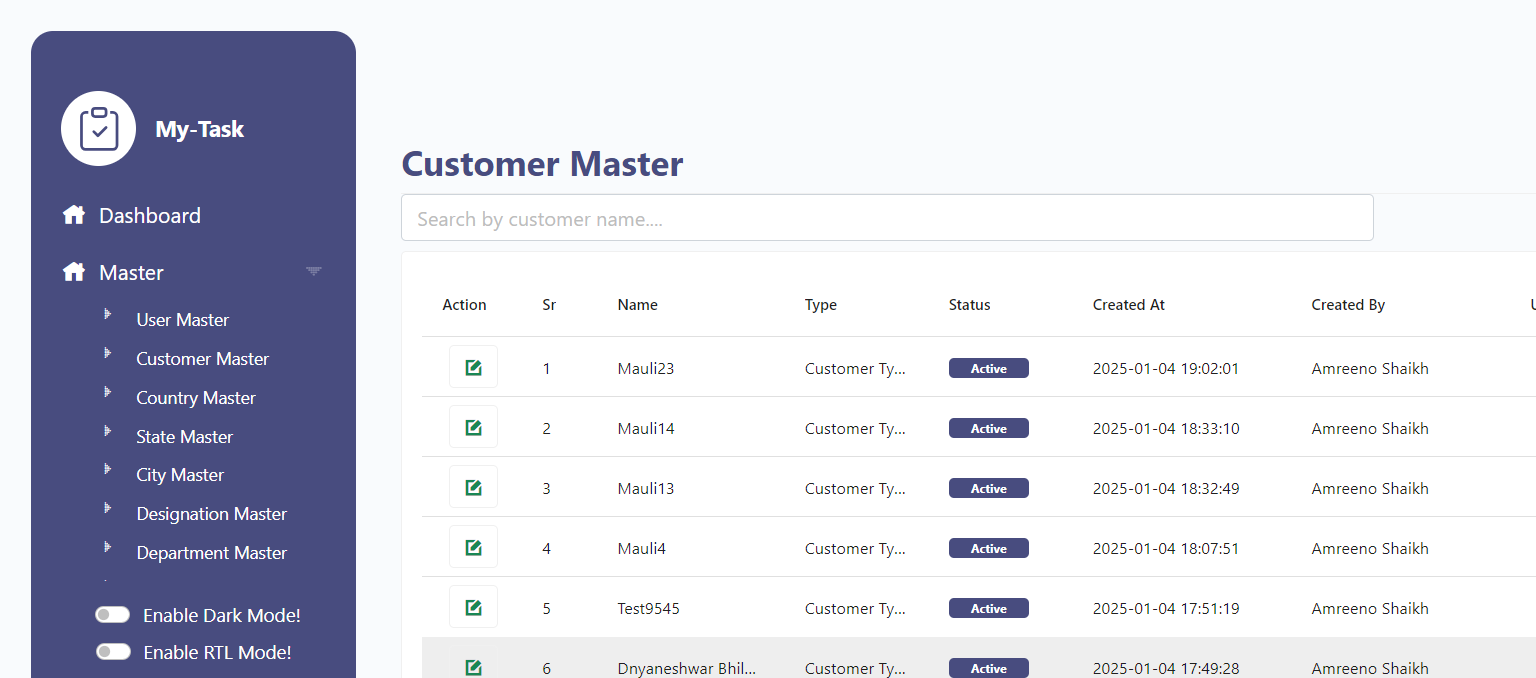 My-Task
Dashboard
Master
User Master
Customer Master
Country Master
State Master
City Master
Designation Master
Department Master
Enable Dark Mode!
Enable RTL Mode!
Customer Master
Search by customer name....
Action Sr Name Type Status Created At Created By
1 Mauli23 Customer Ty... Active 2025-01-04 19:02:01 Amreeno Shaikh
2 Mauli14 Customer Ty... Active 2025-01-04 18:33:10 Amreeno Shaikh
3 Mauli13 Customer Ty... Active 2025-01-04 18:32:49 Amreeno Shaikh
4 Mauli4 Customer Ty... Active 2025-01-04 18:07:51 Amreeno Shaikh
5 Test9545 Customer Ty... Active 2025-01-04 17:51:19 Amreeno Shaikh
6 Dnyaneshwar Bhil... Customer Ty... Active 2025-01-04 17:49:28 Amreeno Shaikh